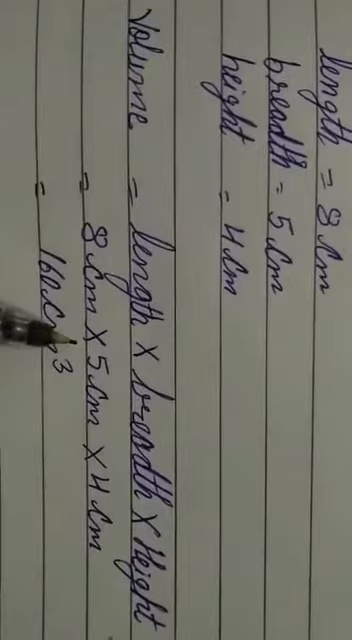 length = 8 cm
breadth = 5 cm
height = 4 cm
Volume = length × breadth × Height
= 8 cm × 5 cm × 4 cm
= 160 cm³